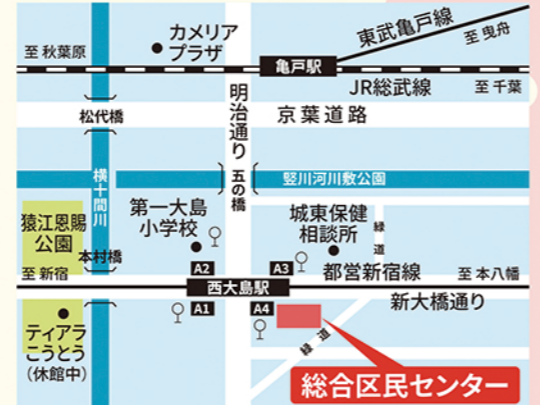 カメリア
プラザ
東武亀戸線
至曳舟
至秋葉原
亀戸駅
JR総武線
至千葉
明治通り
京葉道路
松代橋
横十間川
五の橋
竪川河川敷公園
猿江恩賜
公園
第一大島
小学校
城東保健
相談所
緑道
本村橋
至新宿
A2
A3
都営新宿線
至本八幡
西大島駅
A1
A4
新大橋通り
ティアラ
こうとう
(休館中)
緑道
総合区民センター